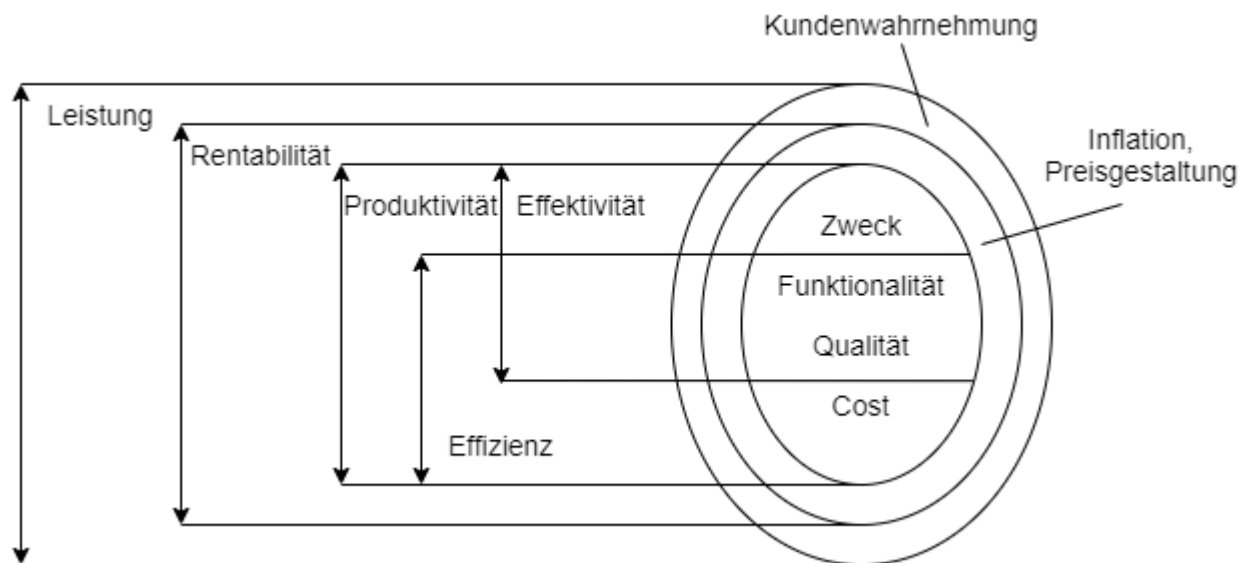 Kundenwahrnehmung
Leistung
Inflation,
Preisgestaltung
Rentabilität
Produktivität
Effektivität
Zweck
Funktionalität
Qualität
Cost
Effizienz